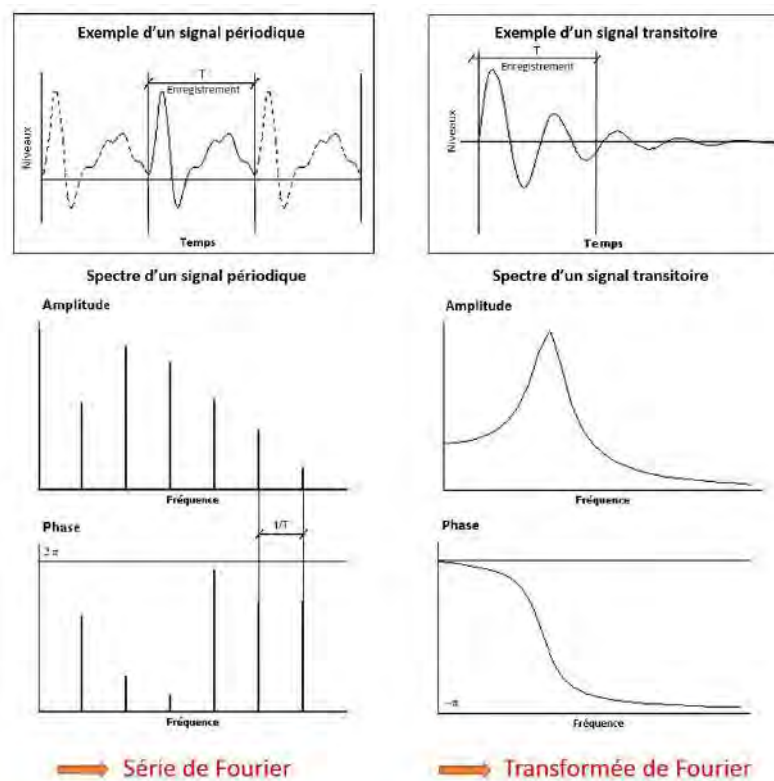 Exemple d'un signal périodique
T
Enregistrement
Niveaux
Temps
Exemple d'un signal transitoire
T
Enregistrement
Niveaux
Temps
Spectre d'un signal périodique
Amplitude
Fréquence
Phase
1/T
2 π
Fréquence
Série de Fourier
Spectre d'un signal transitoire
Amplitude
Fréquence
Phase
-π
Fréquence
Transformée de Fourier